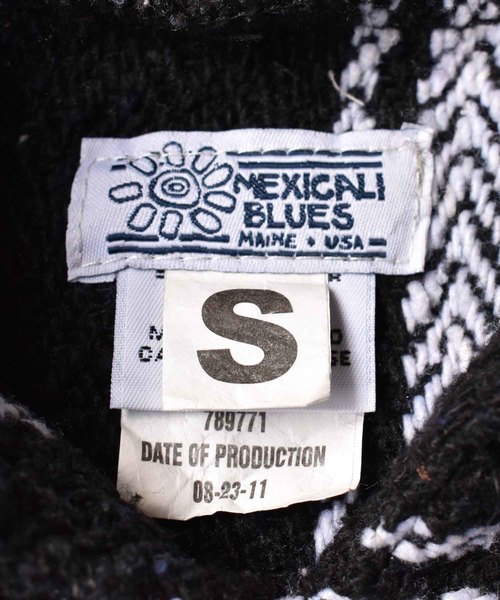 MEXICALI
BLUES
MAINE • USA
S
789771
DATE OF PRODUCTION
08-23-11